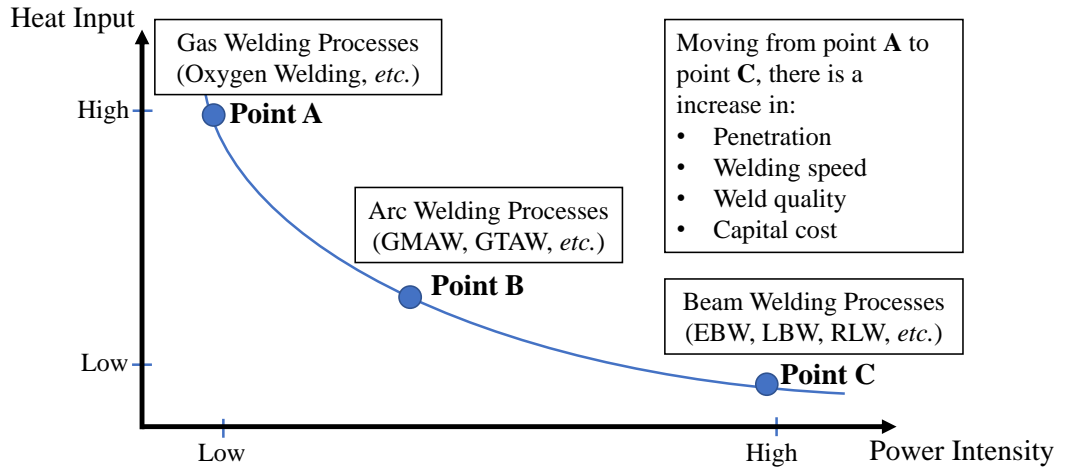 Heat Input
Gas Welding Processes
(Oxygen Welding, etc.)
High
Point A
Moving from point A to
point C, there is a
increase in:
• Penetration
• Welding speed
• Weld quality
• Capital cost
Arc Welding Processes
(GMAW, GTAW, etc.)
Point B
Beam Welding Processes
(EBW, LBW, RLW, etc.)
Low
Point C
Low
High
Power Intensity